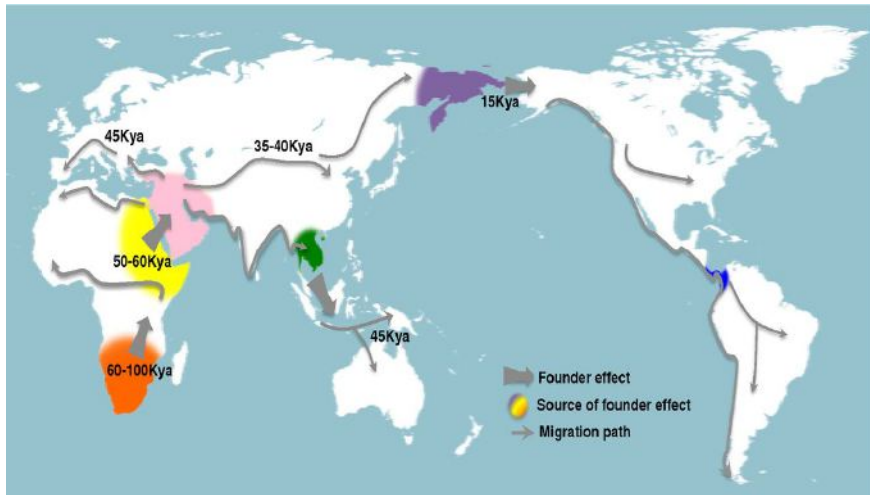 15Kya
45Kya
35-40Kya
50-60Kya
45Kya
60-100Kya
Founder effect
Source of founder effect
Migration path